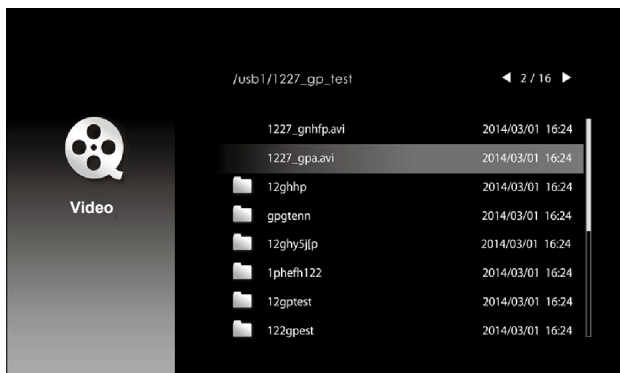 /usb1/1227_gp_test 2 / 16
1227_gnhfp.avi 2014/03/01 16:24
1227_gpa.avi 2014/03/01 16:24
12ghhp 2014/03/01 16:24
Video
gpgtenn 2014/03/01 16:24
12ghy5j[p 2014/03/01 16:24
1phefh122 2014/03/01 16:24
12gptest 2014/03/01 16:24
122gpest 2014/03/01 16:24